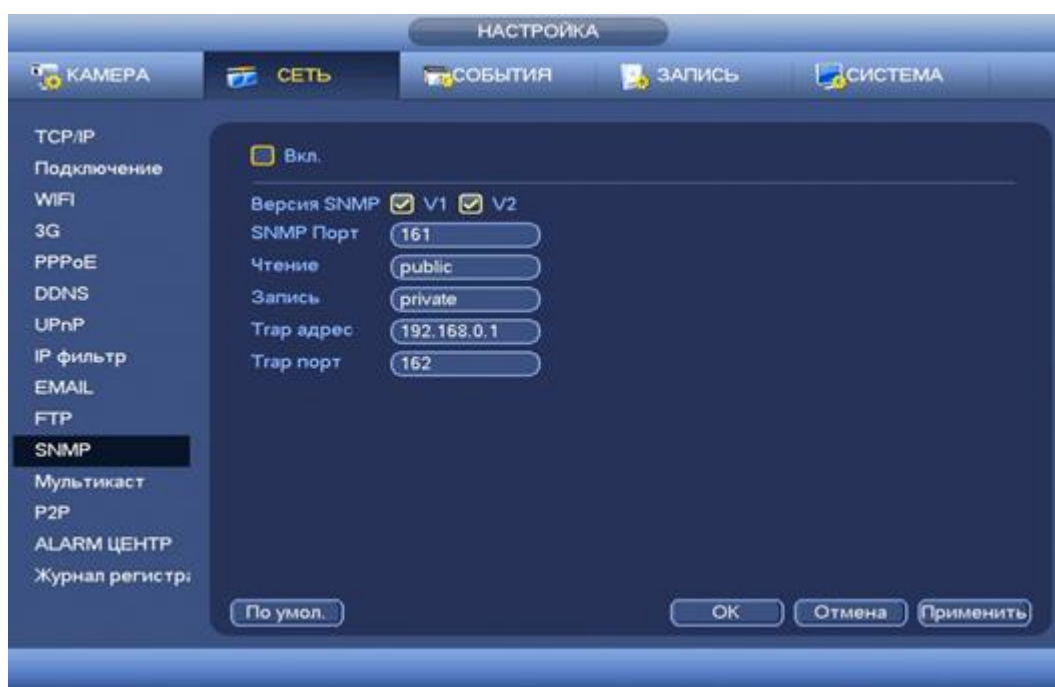 НАСТРОЙКА
КАМЕРА СЕТЬ СОБЫТИЯ ЗАПИСЬ СИСТЕМА
TCP/IP
Подключение
WIFI
3G
PPPoE
DDNS
UPnP
IP фильтр
EMAIL
FTP
SNMP
Мультикаст
P2P
ALARM ЦЕНТР
Журнал регистра
Вкл.
Версия SNMP V1 V2
SNMP Порт 161
Чтение public
Запись private
Trap адрес 192.168.0.1
Trap порт 162
По умол. OK Отмена Применить